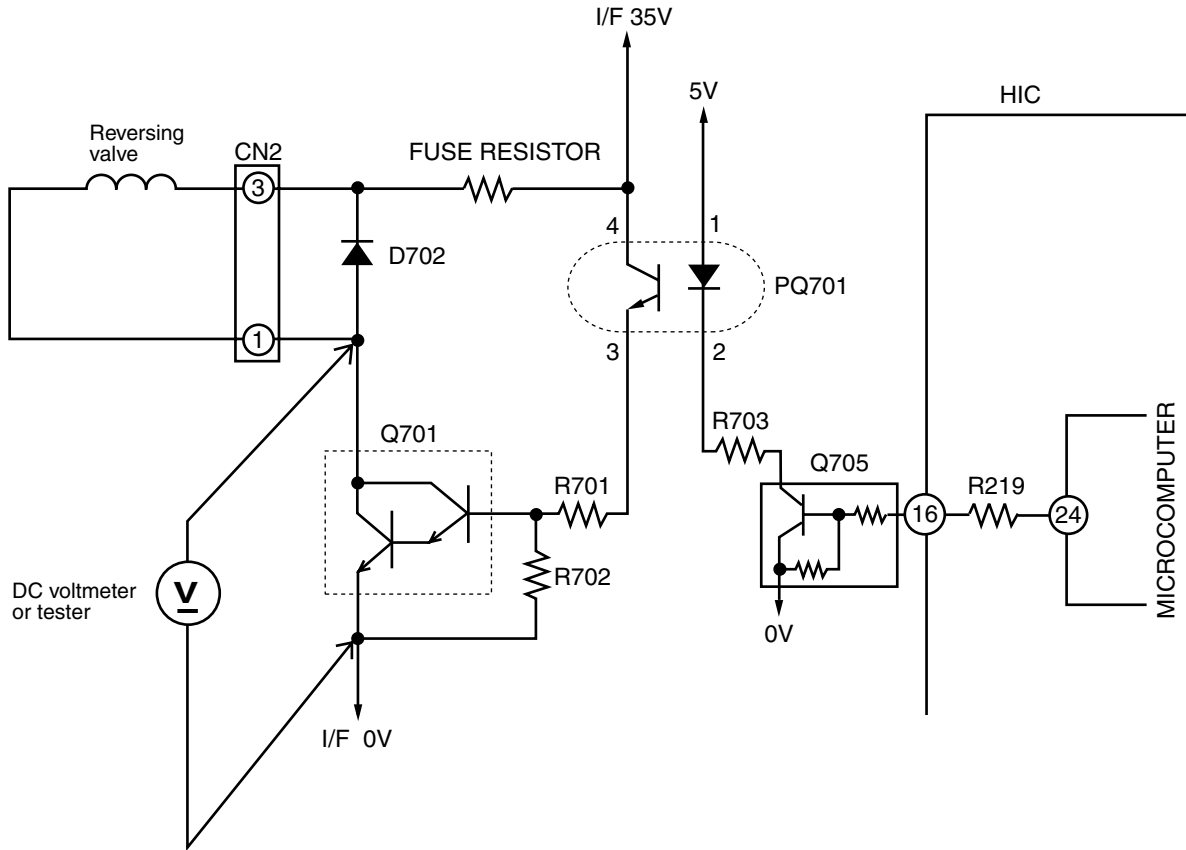 I/F 35V
5V
HIC
Reversing
valve
CN2
FUSE RESISTOR
3
4
1
D702
PQ701
1
3
2
R703
Q701
Q705
R701
R219
16
24
MICROCOMPUTER
R702
DC voltmeter
or tester
V
0V
I/F 0V